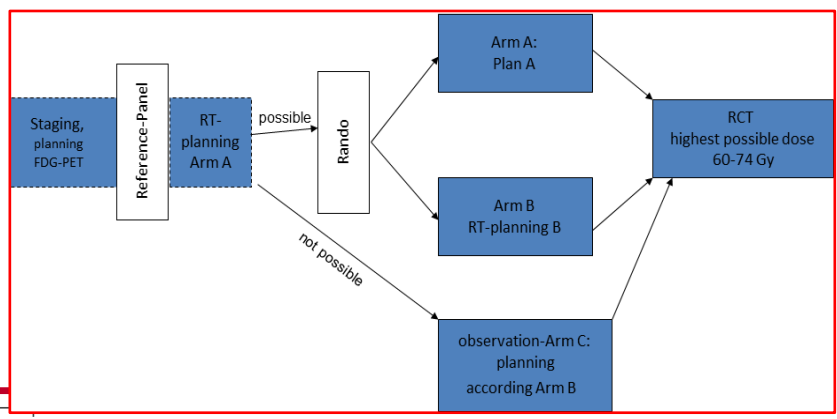 Staging,
planning
FDG-PET
Reference-Panel
RT-
planning
Arm A
possible
not possible
Rando
Arm A:
Plan A
Arm B
RT-planning B
observation-Arm C:
planning
according Arm B
RCT
highest possible dose
60-74 Gy